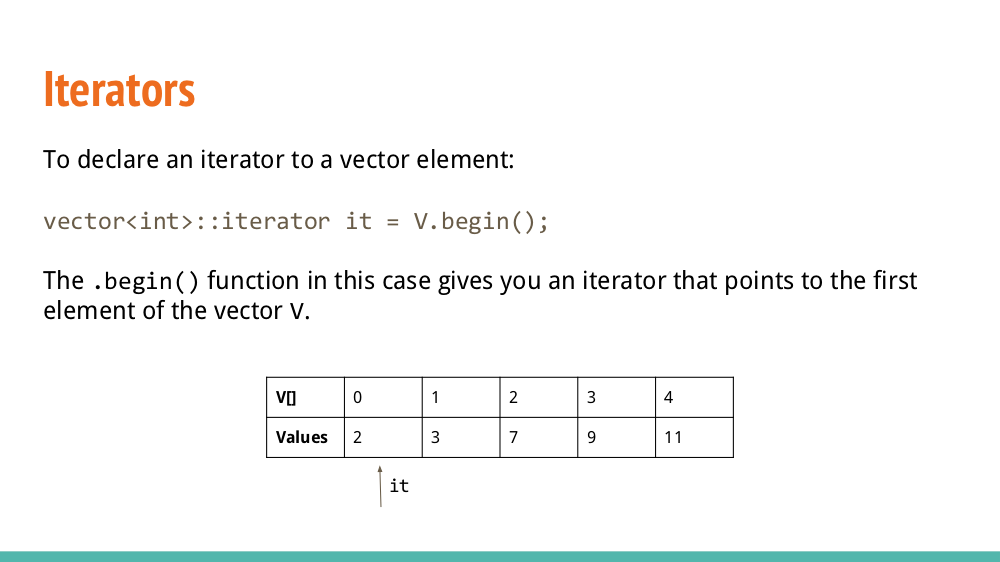 Iterators
To declare an iterator to a vector element:
vector<int>::iterator it = V.begin();
The .begin() function in this case gives you an iterator that points to the first
element of the vector V.
V[] 0 1 2 3 4
Values 2 3 7 9 11
it